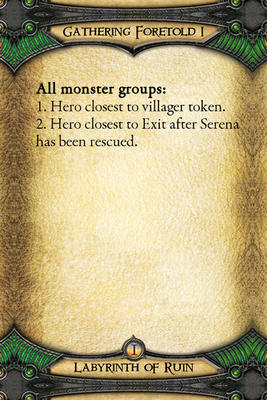 Gathering Foretold I
All monster groups:
1. Hero closest to villager token.
2. Hero closest to Exit after Serena
has been rescued.
1
Labyrinth of Ruin